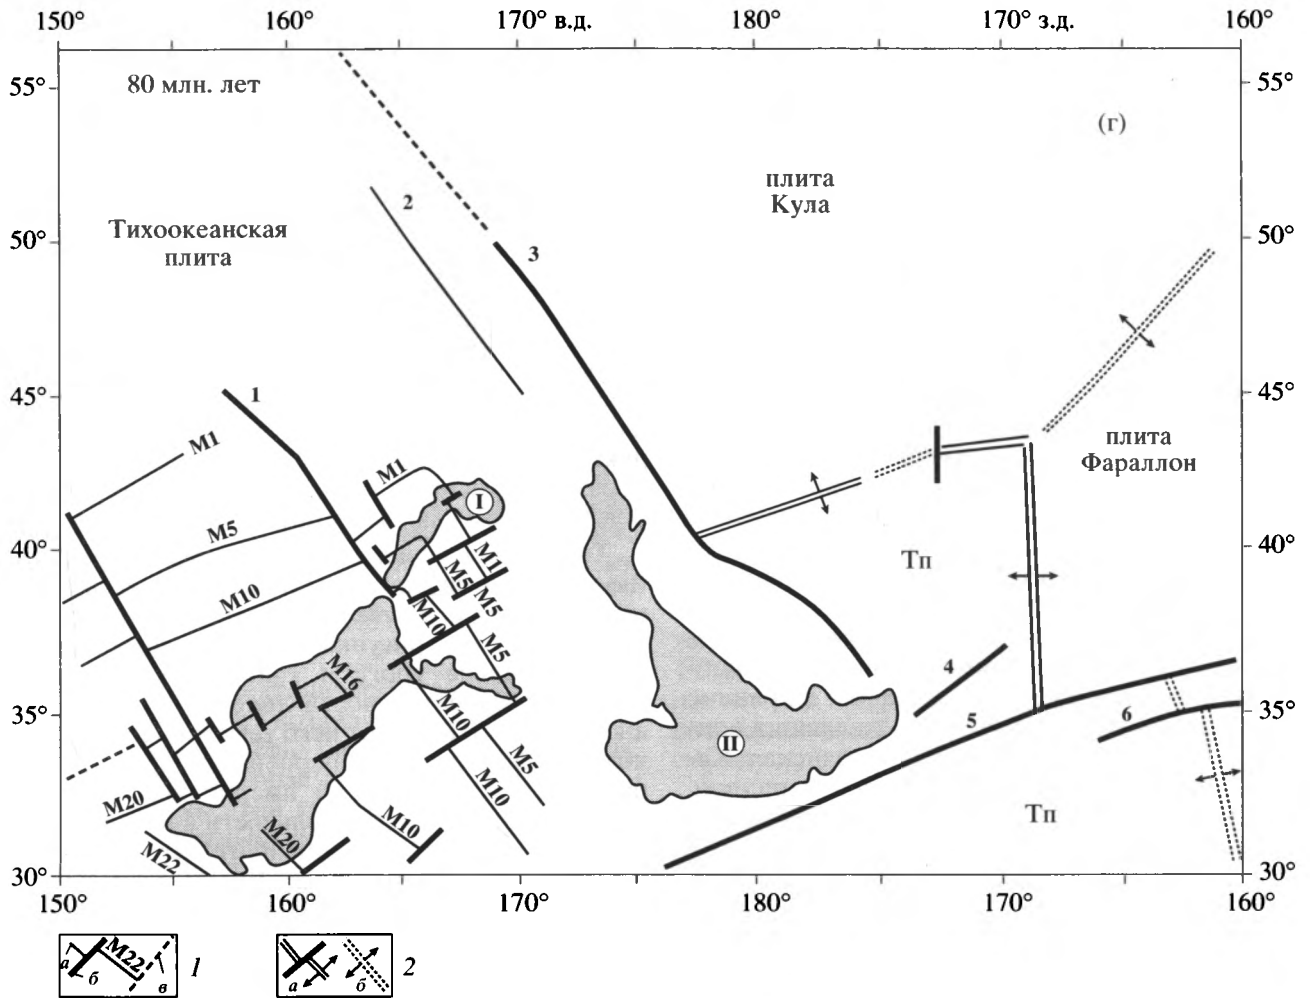 150° 160° 170° в.д. 180° 170° з.д. 160°
55° 55°
80 млн. лет
(г)
плита
Кула
2
Тихоокеанская
плита
50° 50°
3
45° 45°
1
M1
M1
плита
Фараллон
I
M5
40° 40°
M1
Тп
M5
M5
M10
M10
M5
M16
4
35° 35°
M10
5
6
II
M5
M20
M10
Тп
M10
M20
M22
30° 30°
150° 160° 170° 180° 170° 160°
а б M22 в 1
а б 2